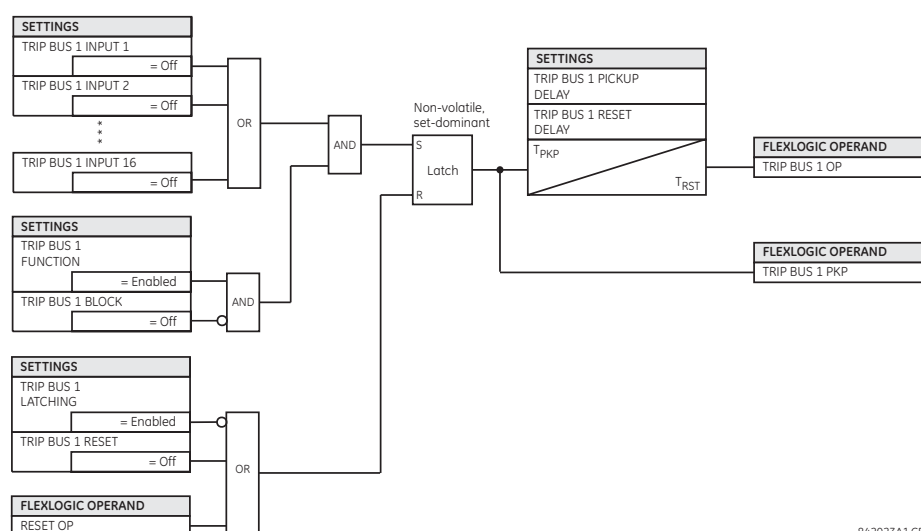 SETTINGS
TRIP BUS 1 INPUT 1
= Off
TRIP BUS 1 INPUT 2
= Off
* * *
TRIP BUS 1 INPUT 16
= Off
OR
SETTINGS
TRIP BUS 1
FUNCTION
= Enabled
TRIP BUS 1 BLOCK
= Off
AND
SETTINGS
TRIP BUS 1
LATCHING
= Enabled
TRIP BUS 1 RESET
= Off
FLEXLOGIC OPERAND
RESET OP
OR
AND
Non-volatile,
set-dominant
S
Latch
R
SETTINGS
TRIP BUS 1 PICKUP
DELAY
TRIP BUS 1 RESET
DELAY
TPKP
TRST
FLEXLOGIC OPERAND
TRIP BUS 1 OP
FLEXLOGIC OPERAND
TRIP BUS 1 PKP